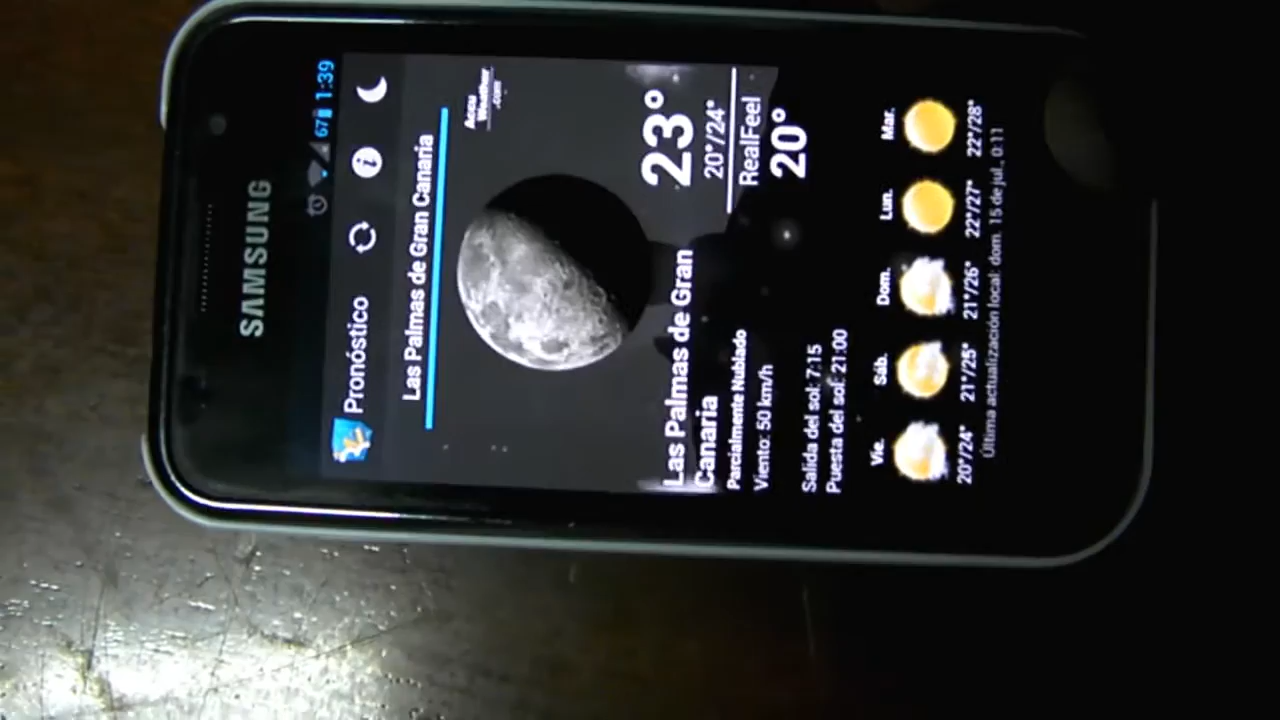 SAMSUNG
67 1:39
Pronóstico
Las Palmas de Gran Canaria
Accu
Weather
.com
23°
20°/24°
RealFeel
20°
Las Palmas de Gran
Canaria
Parcialmente Nublado
Viento: 50 km/h
Salida del sol: 7:15
Puesta del sol: 21:00
Vie. Sáb. Dom. Lun. Mar.
20°/24° 21°/25° 21°/26° 22°/27° 22°/28°
Última actualización local: dom. 15 de jul., 0:11